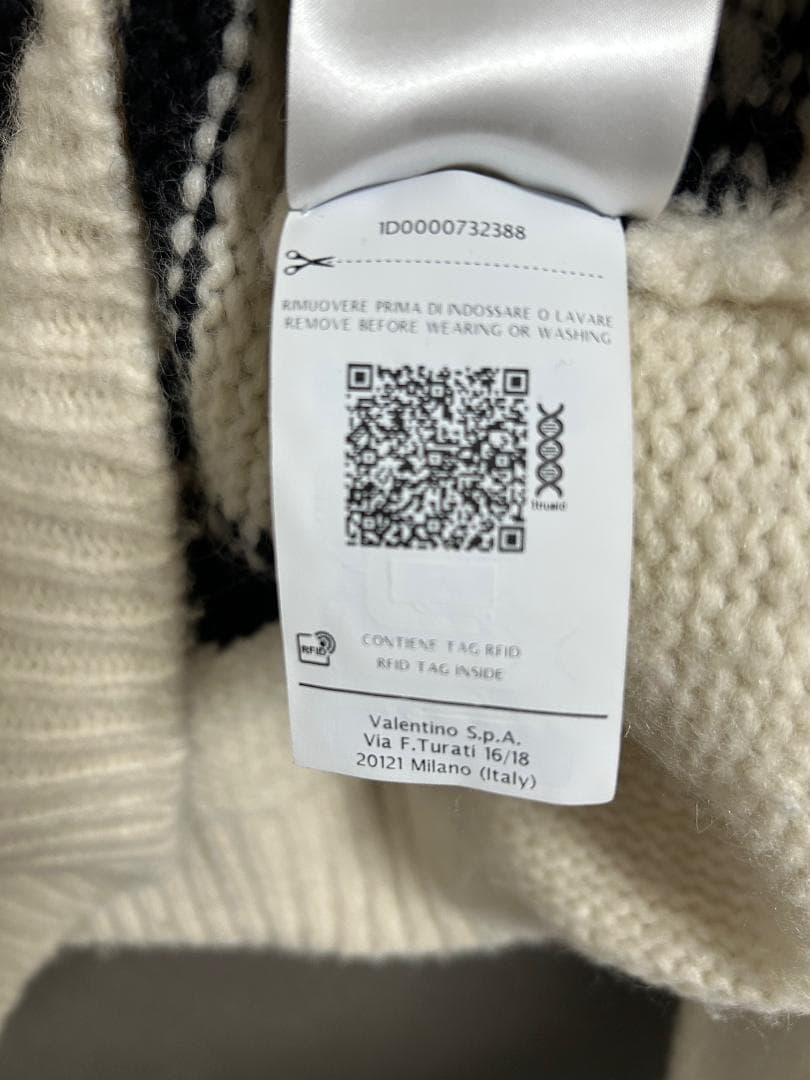 1D0000732388
RIMUOVERE PRIMA DI INDOSSARE O LAVARE
REMOVE BEFORE WEARING OR WASHING
1trueid
RFID
CONTIENE TAG RFID
RFID TAG INSIDE
Valentino S.p.A.
Via F.Turati 16/18
20121 Milano (Italy)